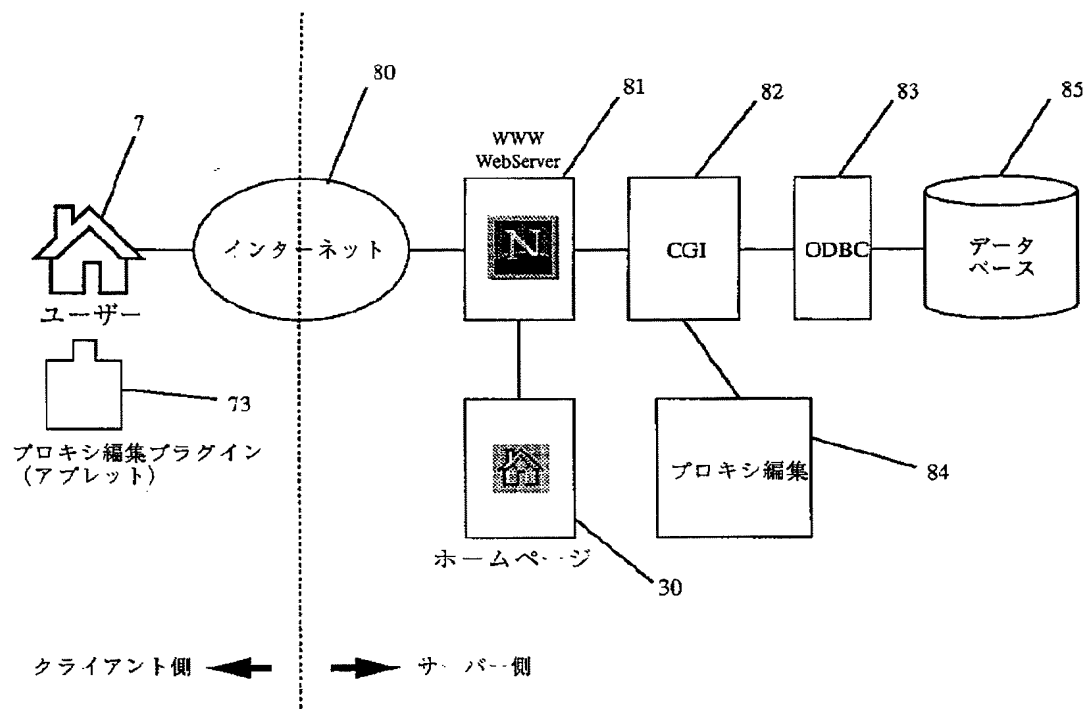 80
7
81
82
83
85
WWW
WebServer
インターネット
N
CGI
ODBC
データ
ベース
ユーザー
73
プロキシ編集プラグイン
(アプレット)
プロキシ編集
84
ホームページ
30
クライアント側
サーバー側